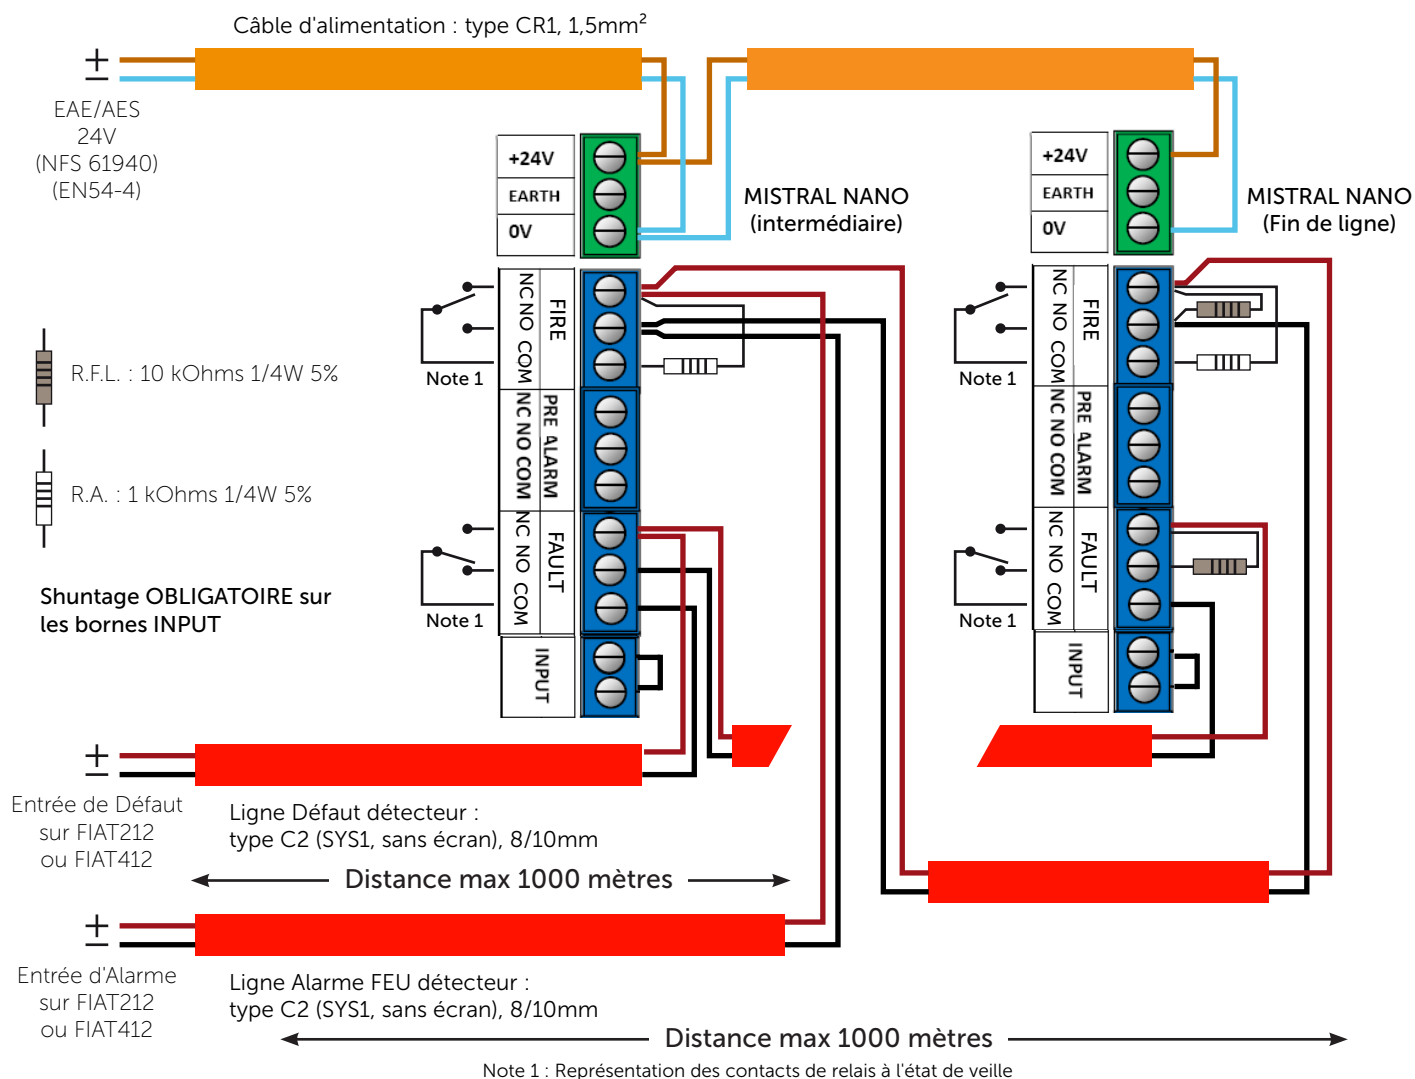 Câble d'alimentation : type CR1, 1,5mm²
+
−
EAE/AES
24V
(NFS 61940)
(EN54-4)
+24V
EARTH
0V
MISTRAL NANO
(intermédiaire)
+24V
EARTH
0V
MISTRAL NANO
(Fin de ligne)
NC NO COM
FIRE
Note 1
NC NO COM
PRE ALARM
NC NO COM
FAULT
Note 1
INPUT
NC NO COM
FIRE
Note 1
NC NO COM
PRE ALARM
NC NO COM
FAULT
Note 1
INPUT
R.F.L. : 10 kOhms 1/4W 5%
R.A. : 1 kOhms 1/4W 5%
Shuntage OBLIGATOIRE sur
les bornes INPUT
+
−
Entrée de Défaut
sur FIAT212
ou FIAT412
Ligne Défaut détecteur :
type C2 (SYS1, sans écran), 8/10mm
Distance max 1000 mètres
+
−
Entrée d'Alarme
sur FIAT212
ou FIAT412
Ligne Alarme FEU détecteur :
type C2 (SYS1, sans écran), 8/10mm
Distance max 1000 mètres
Note 1 : Représentation des contacts de relais à l'état de veille